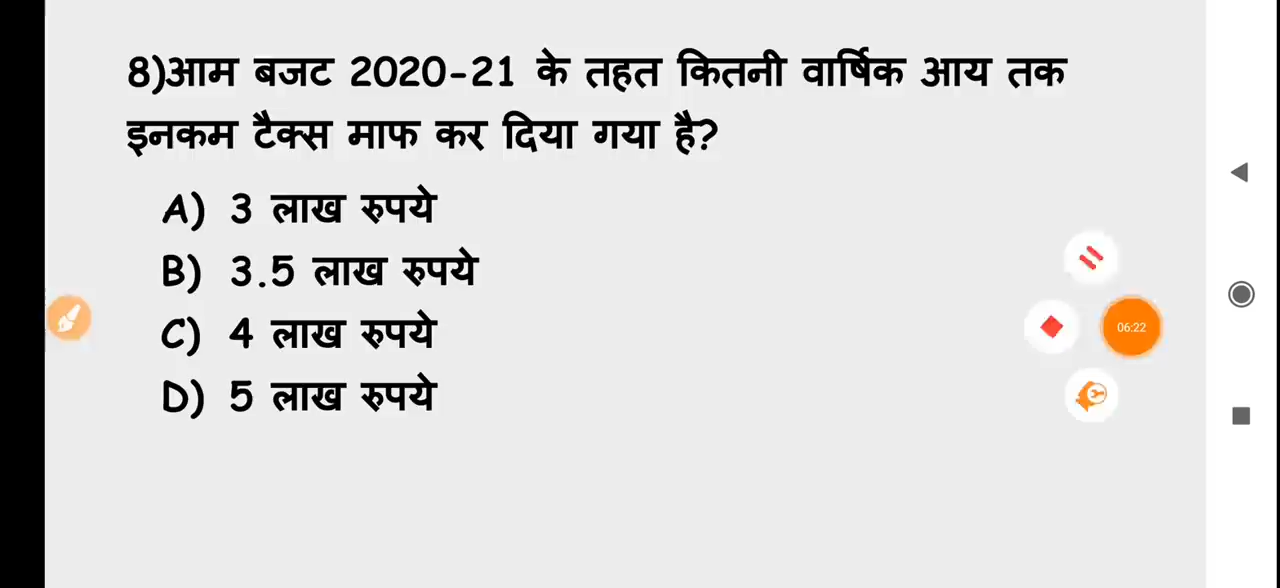 8)आम बजट 2020-21 के तहत कितनी वार्षिक आय तक
इनकम टैक्स माफ कर दिया गया है?
A) 3 लाख रुपये
B) 3.5 लाख रुपये
C) 4 लाख रुपये
D) 5 लाख रुपये
06:22